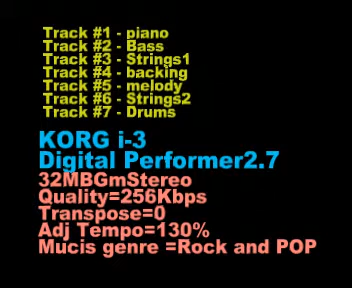 Track #1 - piano
Track #2 - Bass
Track #3 - Strings1
Track #4 - backing
Track #5 - melody
Track #6 - Strings2
Track #7 - Drums
KORG i-3
Digital Performer2.7
32MBGmStereo
Quality=256Kbps
Transpose=0
Adj Tempo=130%
Mucis genre =Rock and POP